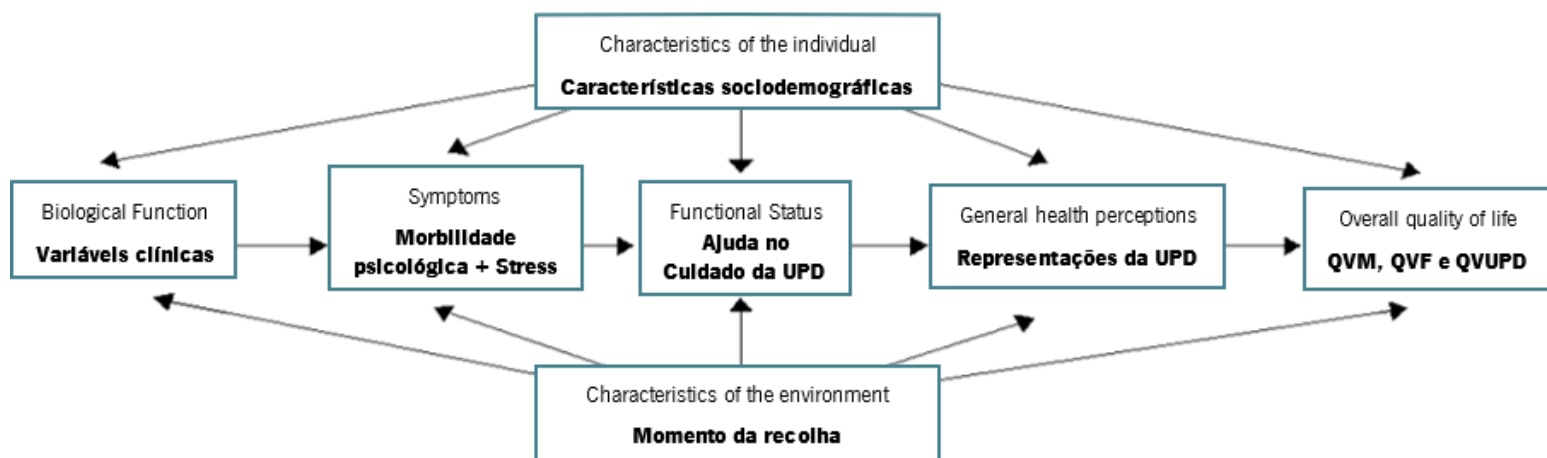 Characteristics of the individual
Características sociodemográficas
Biological Function
Variáveis clínicas
Symptoms
Morbilidade
psicológica + Stress
Functional Status
Ajuda no
Cuidado da UPD
General health perceptions
Representações da UPD
Overall quality of life
QVM, QVF e QVUPD
Characteristics of the environment
Momento da recolha